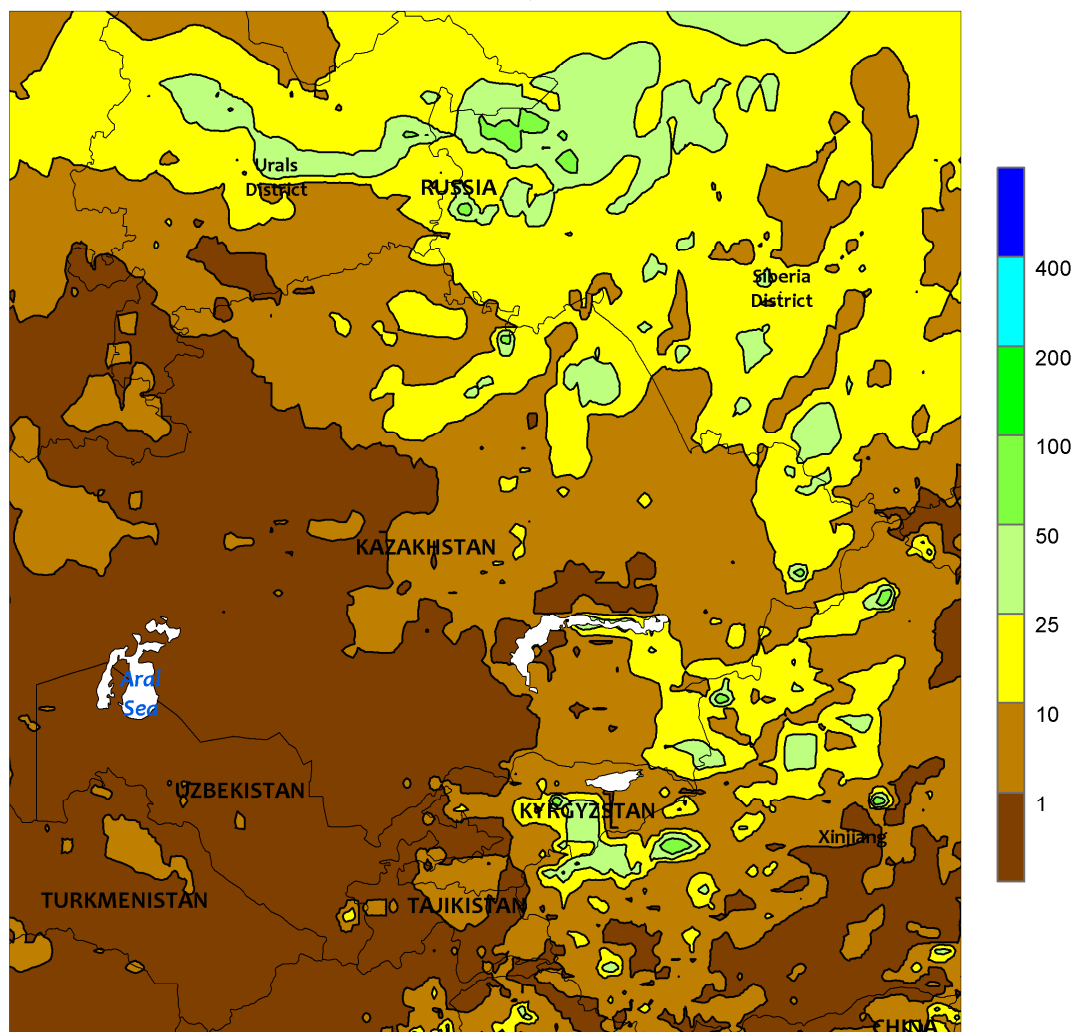 Urals
District
RUSSIA
Siberia
District
400
200
100
50
25
10
1
KAZAKHSTAN
Aral
Sea
UZBEKISTAN
KYRGYZSTAN
Xinjiang
TURKMENISTAN
TAJIKISTAN
CHINA